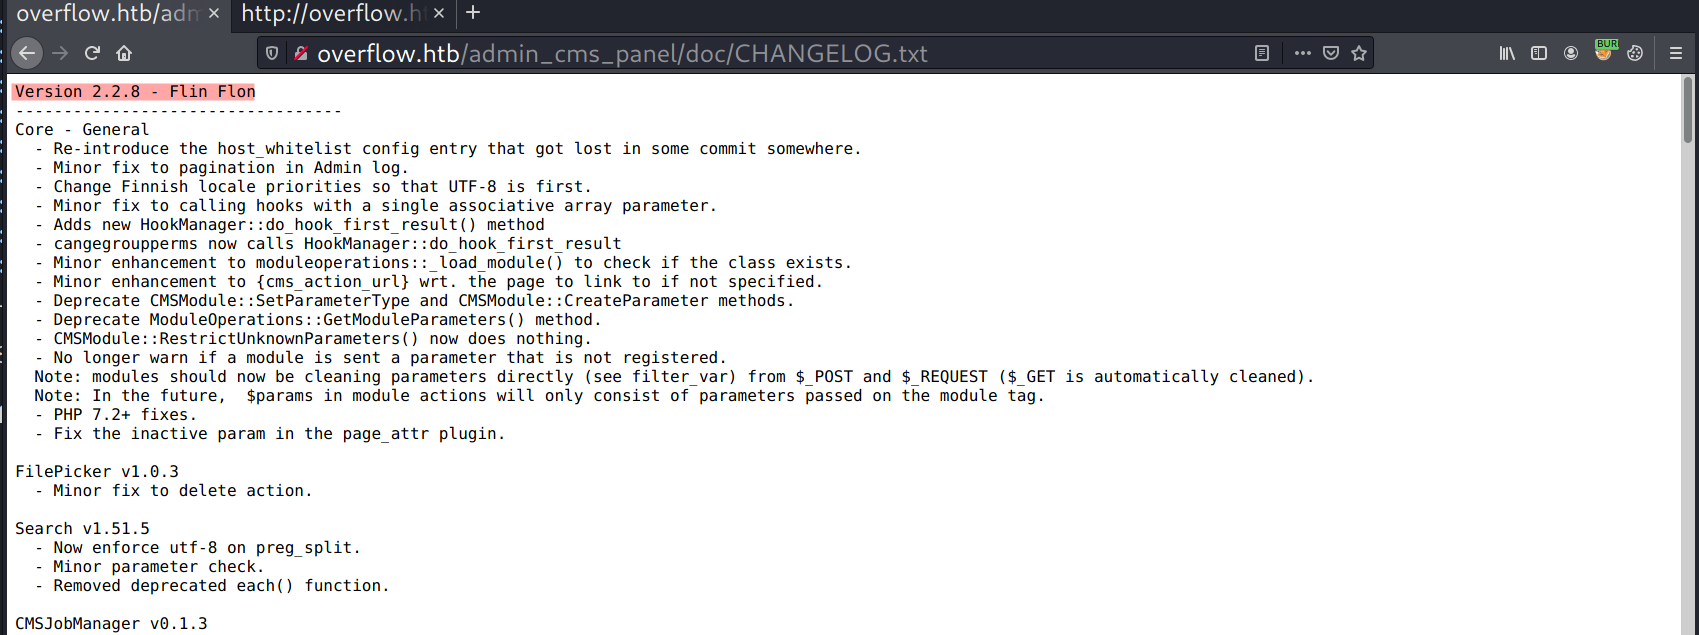 overflow.htb/adm
http://overflow.ht
overflow.htb/admin_cms_panel/doc/CHANGELOG.txt
BUR
Version 2.2.8 - Flin Flon
----------------------------------
Core - General
- Re-introduce the host_whitelist config entry that got lost in some commit somewhere.
- Minor fix to pagination in Admin log.
- Change Finnish locale priorities so that UTF-8 is first.
- Minor fix to calling hooks with a single associative array parameter.
- Adds new HookManager::do_hook_first_result() method
- cangegroupperms now calls HookManager::do_hook_first_result
- Minor enhancement to moduleoperations::_load_module() to check if the class exists.
- Minor enhancement to {cms_action_url} wrt. the page to link to if not specified.
- Deprecate CMSModule::SetParameterType and CMSModule::CreateParameter methods.
- Deprecate ModuleOperations::GetModuleParameters() method.
- CMSModule::RestrictUnknownParameters() now does nothing.
- No longer warn if a module is sent a parameter that is not registered.
Note: modules should now be cleaning parameters directly (see filter_var) from $_POST and $_REQUEST ($_GET is automatically cleaned).
Note: In the future,  $params in module actions will only consist of parameters passed on the module tag.
- PHP 7.2+ fixes.
- Fix the inactive param in the page_attr plugin.
FilePicker v1.0.3
- Minor fix to delete action.
Search v1.51.5
- Now enforce utf-8 on preg_split.
- Minor parameter check.
- Removed deprecated each() function.
CMSJobManager v0.1.3